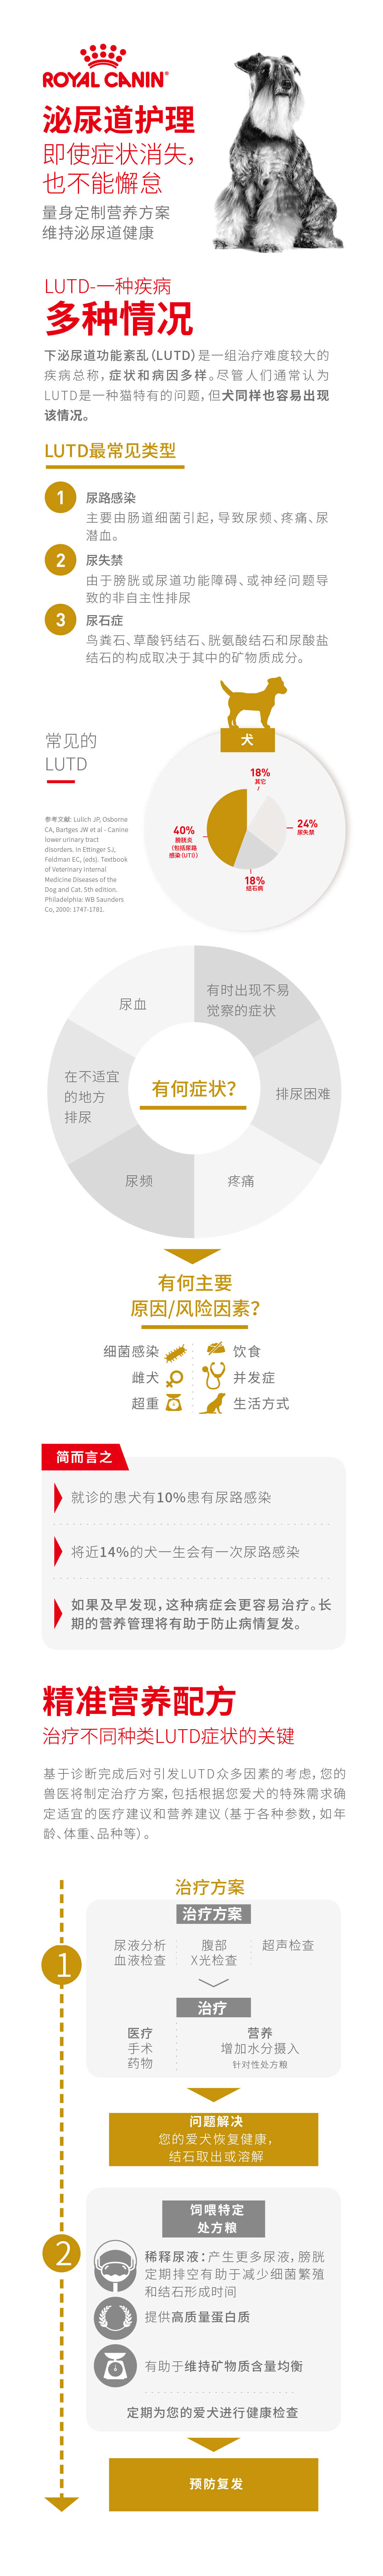 ROYAL CANIN®
泌尿道护理
即使症状消失，
也不能懈怠
量身定制营养方案
维持泌尿道健康
LUTD-一种疾病
多种情况
下泌尿道功能紊乱（LUTD）是一组治疗难度较大的
疾病总称，症状和病因多样。尽管人们通常认为
LUTD是一种猫特有的问题，但犬同样也容易出现
该情况。
LUTD最常见类型
1
尿路感染
主要由肠道细菌引起，导致尿频、疼痛、尿
潜血。
2
尿失禁
由于膀胱或尿道功能障碍、或神经问题导
致的非自主性排尿
3
尿石症
鸟粪石、草酸钙结石、胱氨酸结石和尿酸盐
结石的构成取决于其中的矿物质成分。
常见的
LUTD
犬
18%
其它
24%
尿失禁
18%
结石病
40%
膀胱炎
（包括尿路
感染（UTI））
参考文献: Lulich JP, Osborne
CA, Bartges JW et al - Canine
lower urinary tract
disorders. In Ettinger SJ,
Feldman EC, (eds). Textbook
of Veterinary Internal
Medicine Diseases of the
Dog and Cat. 5th edition.
Philadelphia: WB Saunders
Co, 2000: 1747-1781.
有何症状？
尿血
有时出现不易
觉察的症状
在不适宜
的地方
排尿
排尿困难
尿频
疼痛
有何主要
原因/风险因素？
细菌感染
饮食
雌犬
并发症
超重
生活方式
简而言之
就诊的患犬有10%患有尿路感染
将近14%的犬一生会有一次尿路感染
如果及早发现，这种病症会更容易治疗。长
期的营养管理将有助于防止病情复发。
精准营养配方
治疗不同种类LUTD症状的关键
基于诊断完成后对引发LUTD众多因素的考虑，您的
兽医将制定治疗方案，包括根据您爱犬的特殊需求确
定适宜的医疗建议和营养建议（基于各种参数，如年
龄、体重、品种等）。
治疗方案
1
治疗方案
尿液分析
血液检查
腹部
X光检查
超声检查
治疗
医疗
手术
药物
营养
增加水分摄入
针对性处方粮
问题解决
您的爱犬恢复健康，
结石取出或溶解
2
饲喂特定
处方粮
稀释尿液：产生更多尿液，膀胱
定期排空有助于减少细菌繁殖
和结石形成时间
提供高质量蛋白质
有助于维持矿物质含量均衡
定期为您的爱犬进行健康检查
预防复发